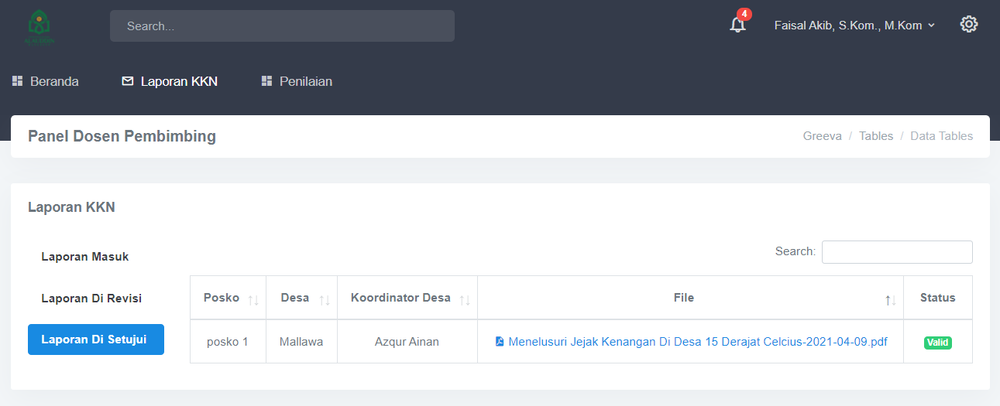 Search...
4
Faisal Akib, S.Kom., M.Kom
Beranda
Laporan KKN
Penilaian
Panel Dosen Pembimbing
Greeva / Tables / Data Tables
Laporan KKN
Laporan Masuk
Laporan Di Revisi
Laporan Di Setujui
Search:
Posko Desa Koordinator Desa File Status
posko 1 Mallawa Azqur Ainan Menelusuri Jejak Kenangan Di Desa 15 Derajat Celcius-2021-04-09.pdf Valid